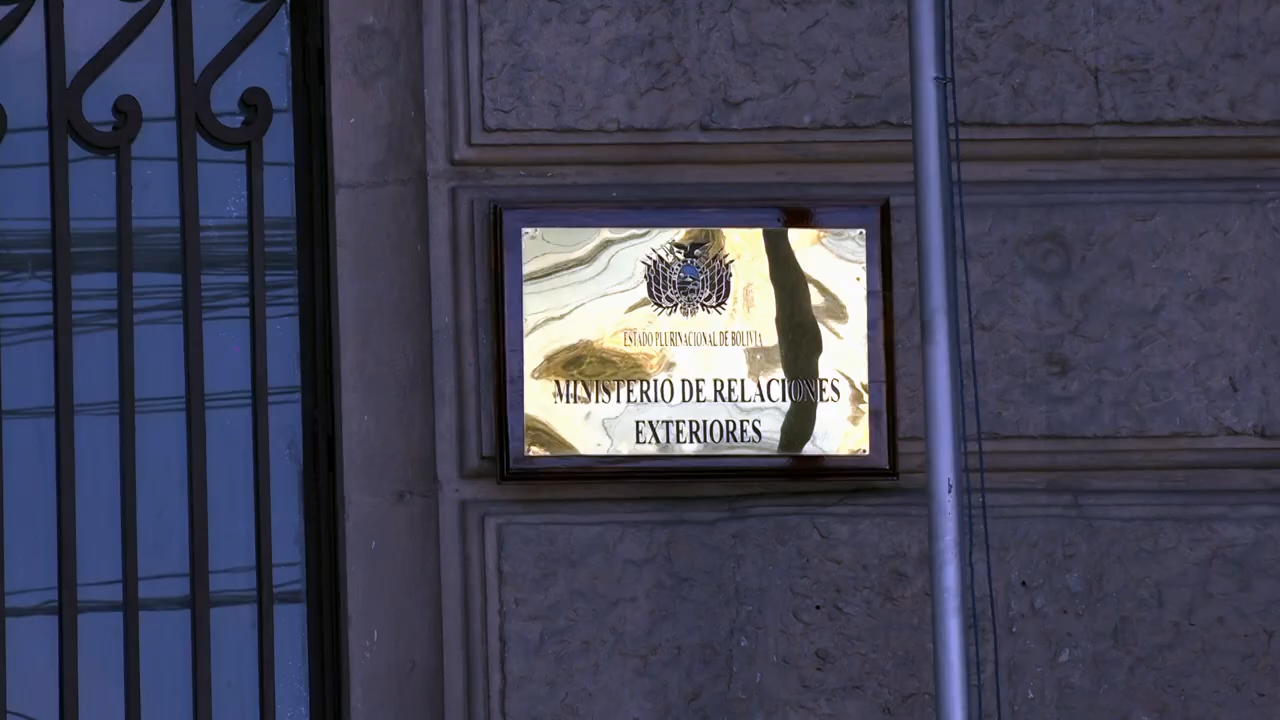 ESTADO PLURINACIONAL DE BOLIVIA
MINISTERIO DE RELACIONES
EXTERIORES